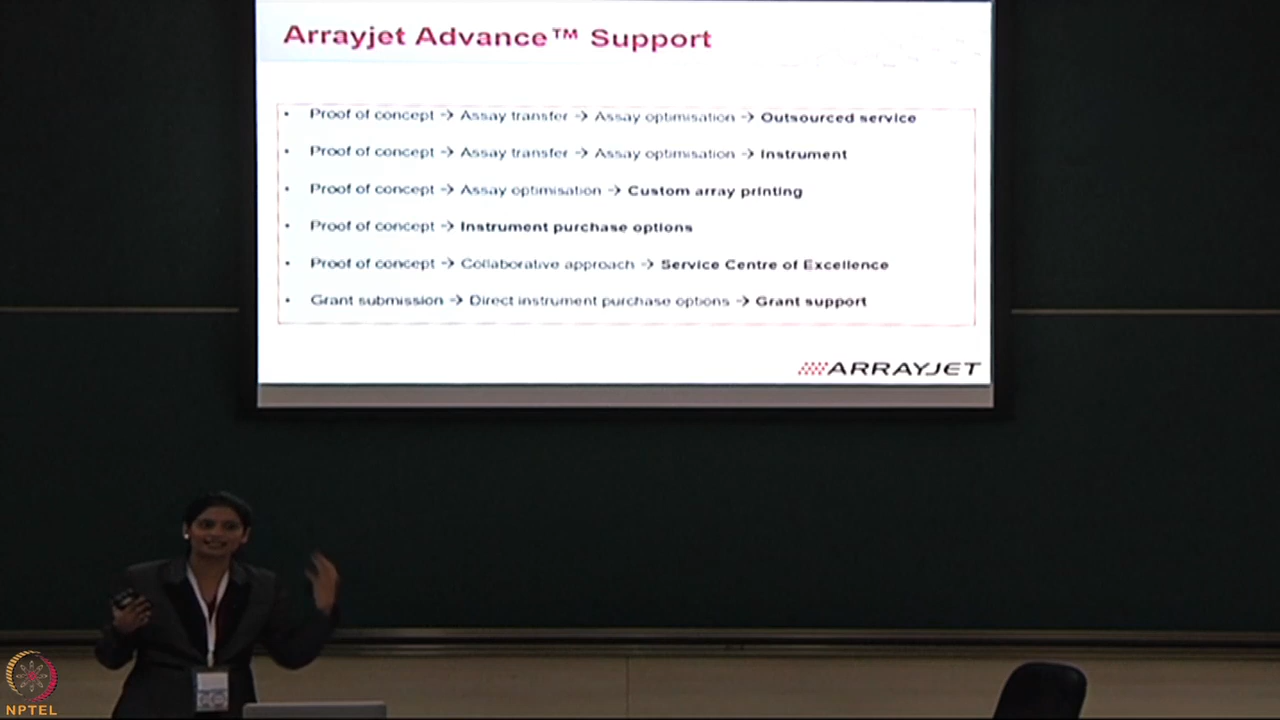 Arrayjet Advance™ Support
• Proof of concept → Assay transfer → Assay optimisation → Outsourced service
• Proof of concept → Assay transfer → Assay optimisation → Instrument
• Proof of concept → Assay optimisation → Custom array printing
• Proof of concept → Instrument purchase options
• Proof of concept → Collaborative approach → Service Centre of Excellence
• Grant submission → Direct instrument purchase options → Grant support
ARRAYJET
NPTEL